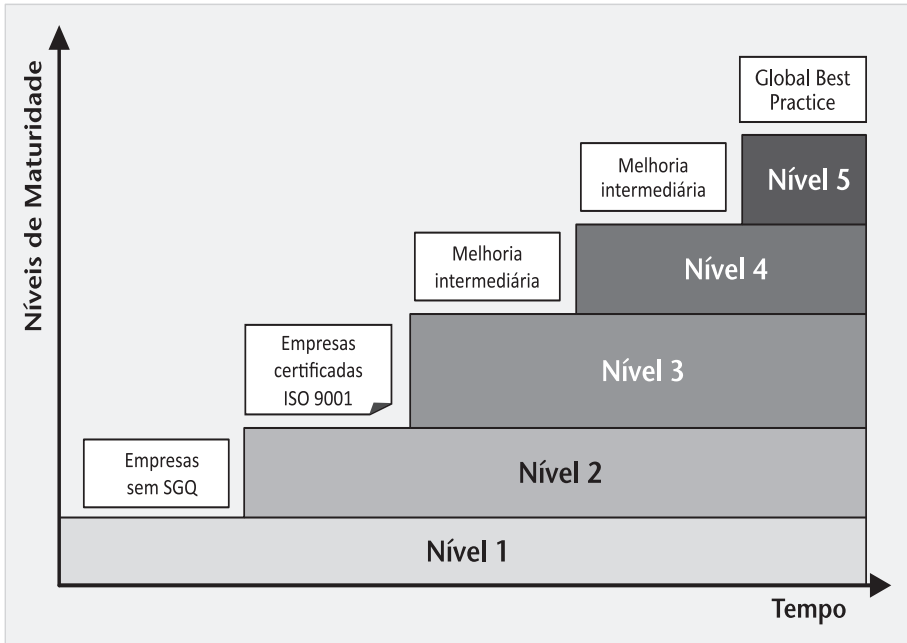 Níveis de Maturidade
Global Best
Practice
Nível 5
Melhoria
intermediária
Nível 4
Melhoria
intermediária
Nível 3
Empresas
certificadas
ISO 9001
Nível 2
Empresas
sem SGQ
Nível 1
Tempo